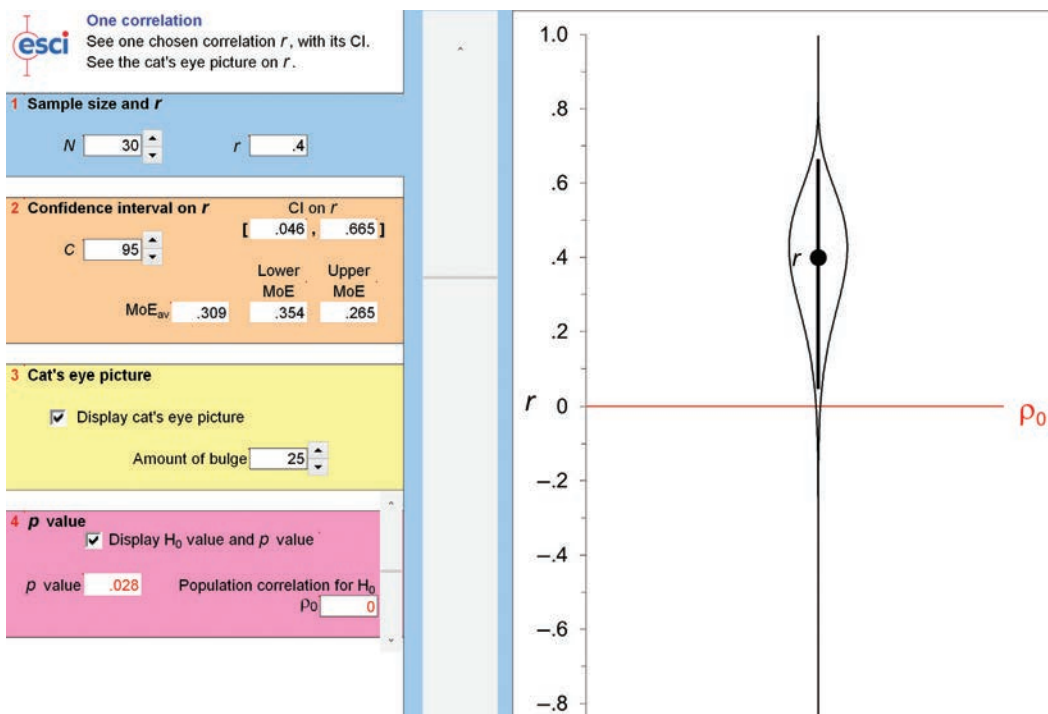 esci
One correlation
See one chosen correlation r, with its CI.
See the cat's eye picture on r.
1 Sample size and r
N 30 r .4
2 Confidence interval on r CI on r
[ .046 , .665 ]
C 95
Lower Upper
MoE MoE
MoEav .309 .354 .265
3 Cat's eye picture
Display cat's eye picture
Amount of bulge 25
4 p value
Display H₀ value and p value
p value .028 Population correlation for H₀
ρ₀ 0
1.0
.8
.6
.4
r
.2
r 0 ρ₀
–.2
–.4
–.6
–.8